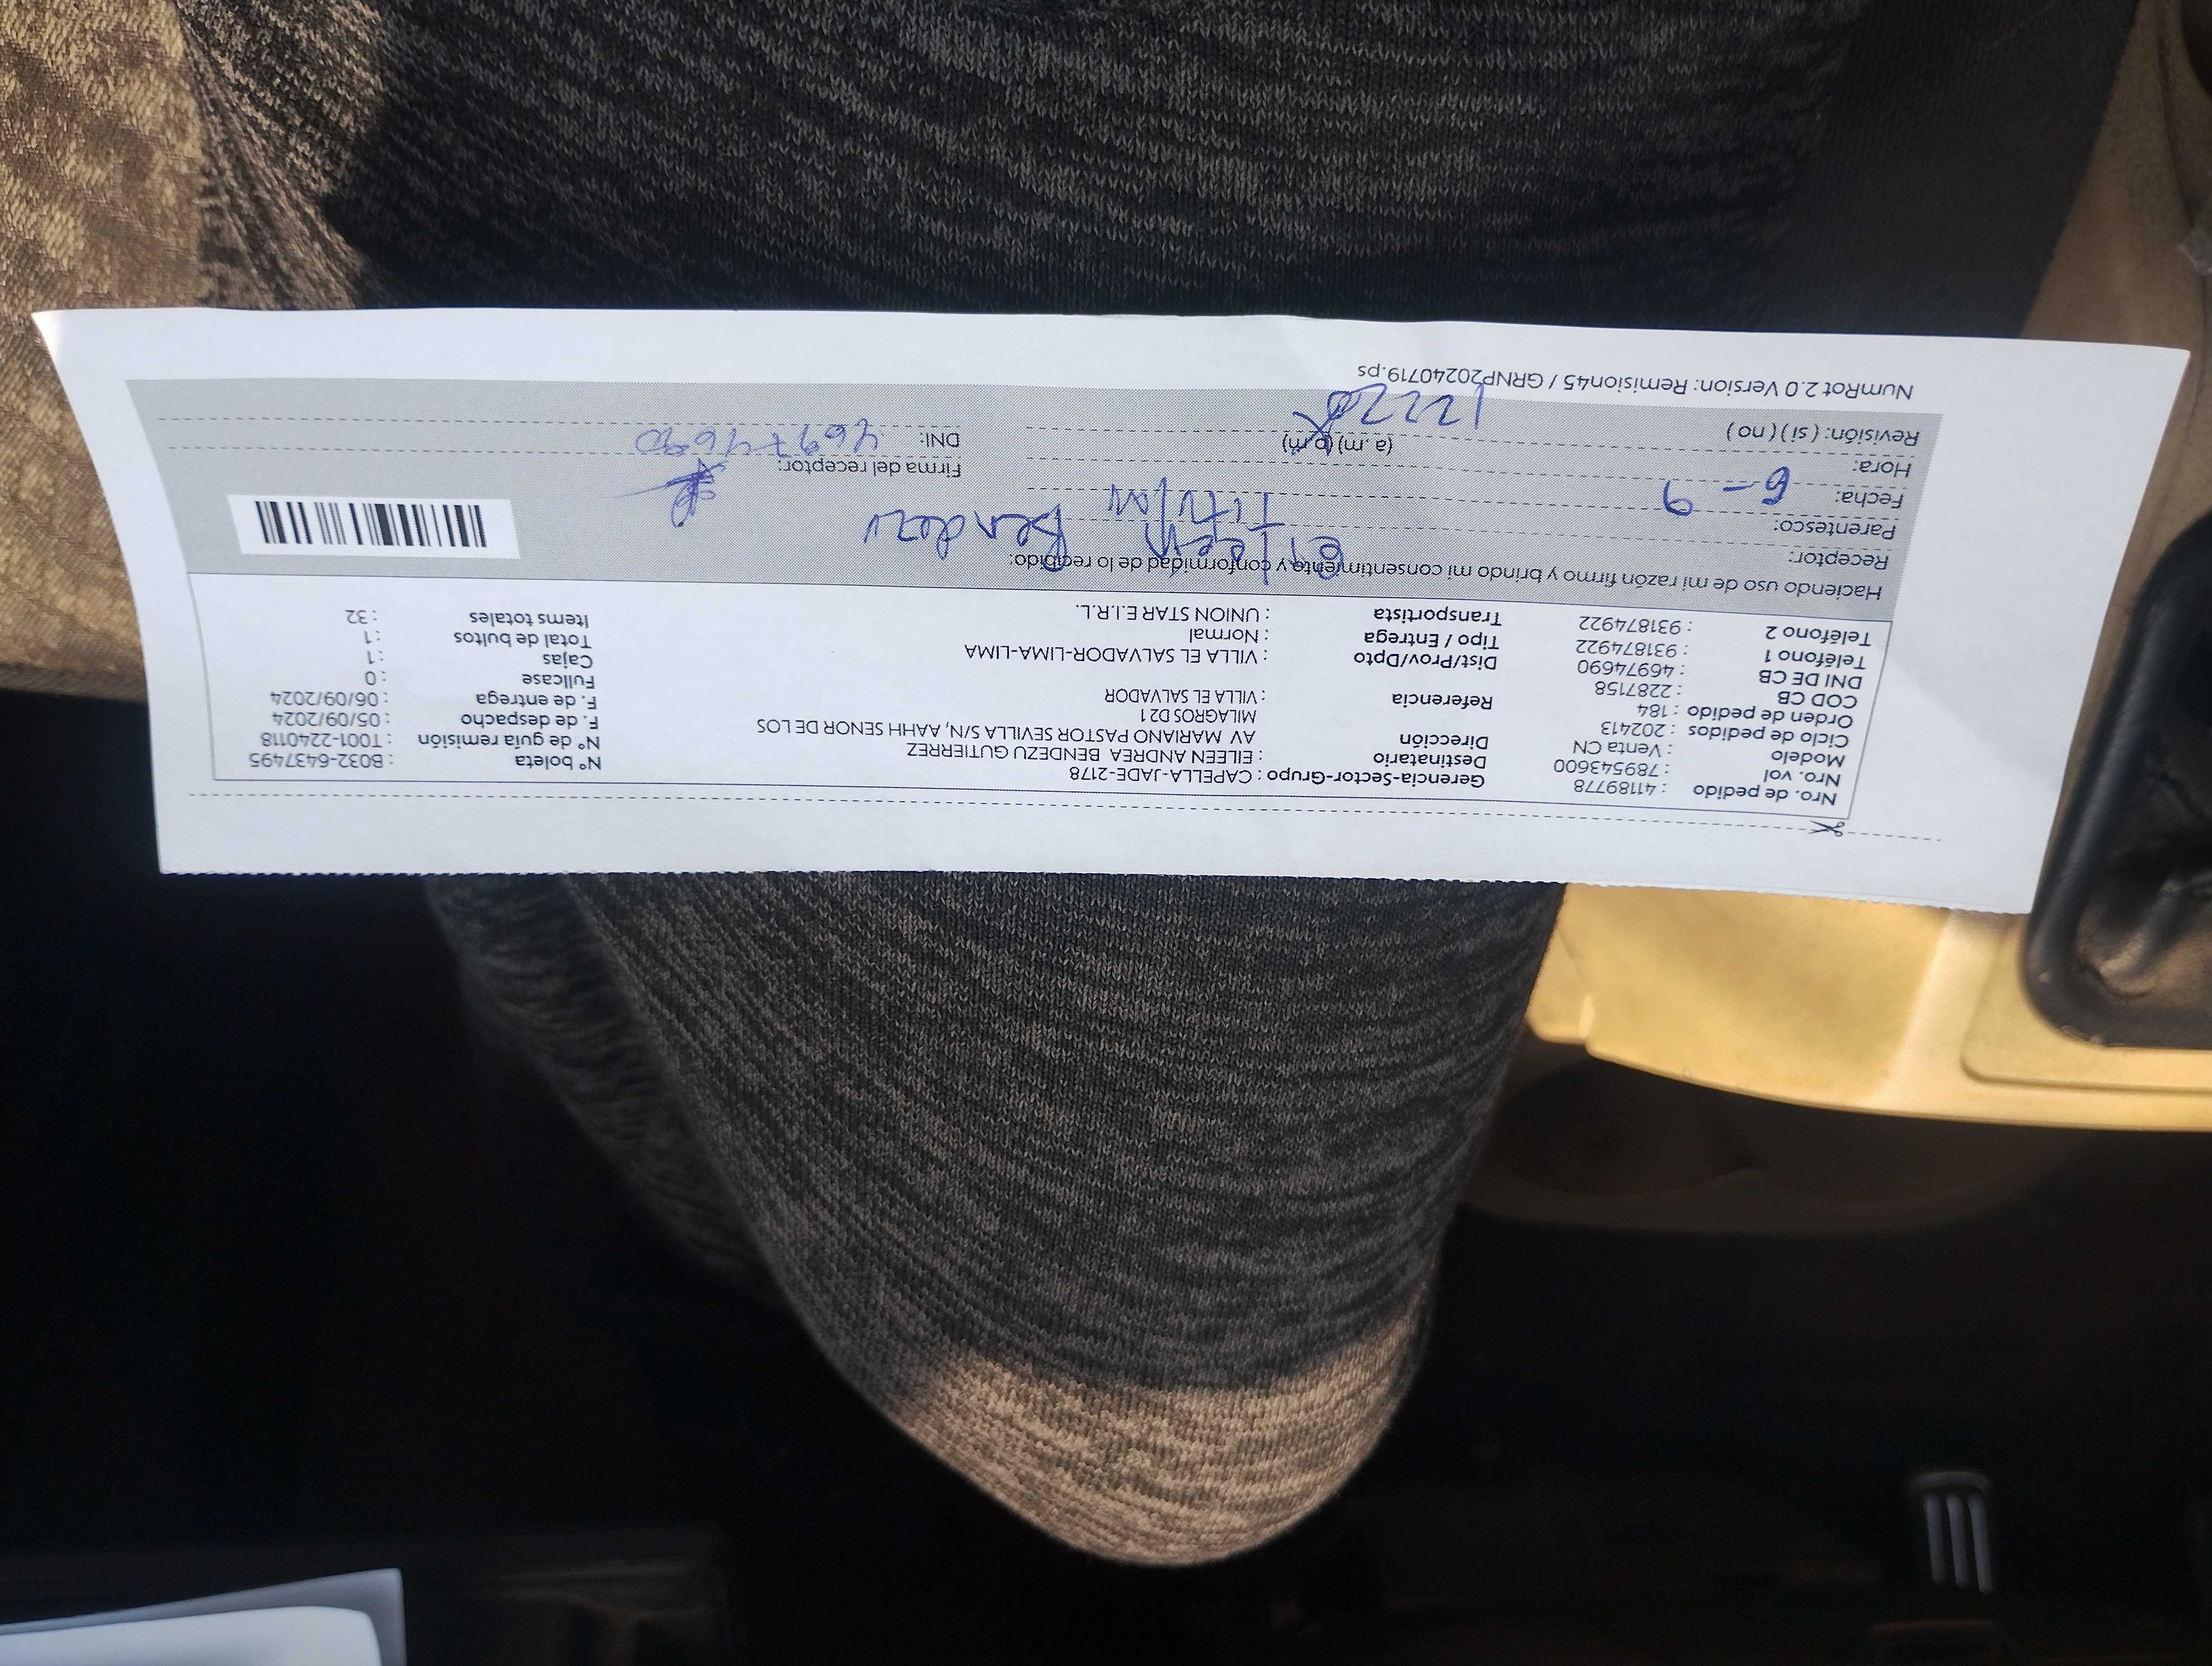 Nro. de pedido : 41189778
Nro. vol : 789543600
Modelo : Venta CN
Ciclo de pedidos : 202413
Orden de pedido : 184
COD CB : 2287158
DNI DE CB : 46974690
Teléfono 1 : 931874922
Teléfono 2 : 931874922
Gerencia-Sector-Grupo : CAPELLA-JADE-2178
Destinatario : EILEEN ANDREA BENDEZU GUTIERREZ
Dirección AV MARIANO PASTOR SEVILLA S/N, AAHH SENOR DE LOS
MILAGROS D21
Referencia : VILLA EL SALVADOR
Dist/Prov/Dpto : VILLA EL SALVADOR-LIMA-LIMA
Tipo / Entrega : Normal
Transportista : UNION STAR E.I.R.L.
N° boleta : B032-6437495
N° de guía remisión : T001-2240118
F. de despacho : 05/09/2024
F. de entrega : 06/09/2024
Fullcase : 0
Cajas : 1
Total de bultos : 1
Items totales : 32
Haciendo uso de mi razón firmo y brindo mi consentimiento y conformidad de lo recibido:
Receptor: Eileen Bendezu
Parentesco: Titular
Fecha: 6-9
Hora: (a. m) (p. m)
Revisión: ( si ) ( no )
Firma del receptor:
DNI: 46974690
NumRot 2.0 Version: Remision45 / GRNP20240719.ps